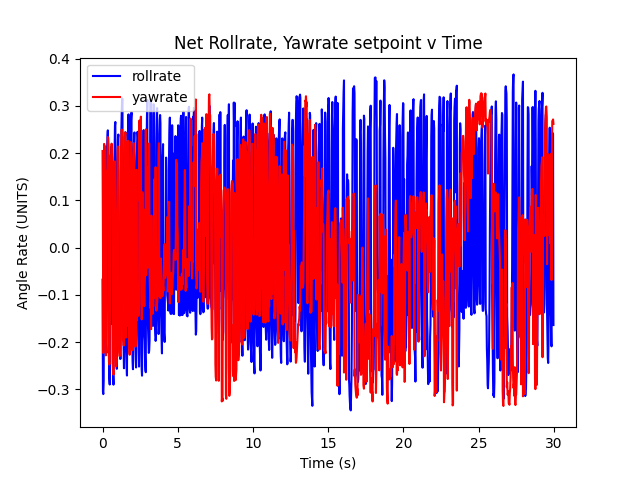 Net Rollrate, Yawrate setpoint v Time
rollrate
yawrate
Angle Rate (UNITS)
0.4
0.3
0.2
0.1
0.0
−0.1
−0.2
−0.3
0 5 10 15 20 25 30
Time (s)